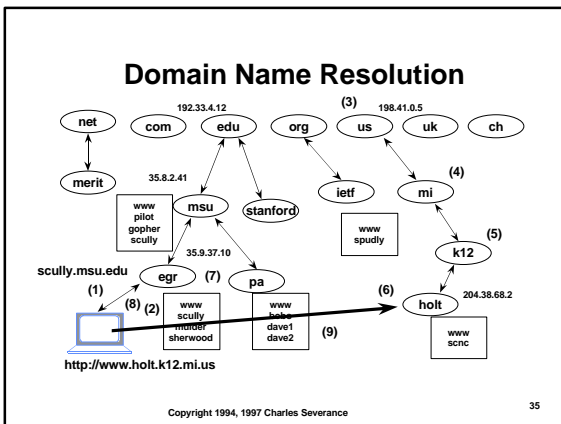 Domain Name Resolution
192.33.4.12
(3)
198.41.0.5
net
com
edu
org
us
uk
ch
merit
35.8.2.41
msu
stanford
ietf
mi
(4)
www
pilot
gopher
scully
www
spudly
k12
(5)
35.9.37.10
scully.msu.edu
egr
(7)
pa
(6)
holt
204.38.68.2
(1)
(8)
(2)
www
scully
mulder
sherwood
www
hobs
dave1
dave2
(9)
www
scnc
http://www.holt.k12.mi.us
Copyright 1994, 1997 Charles Severance
35